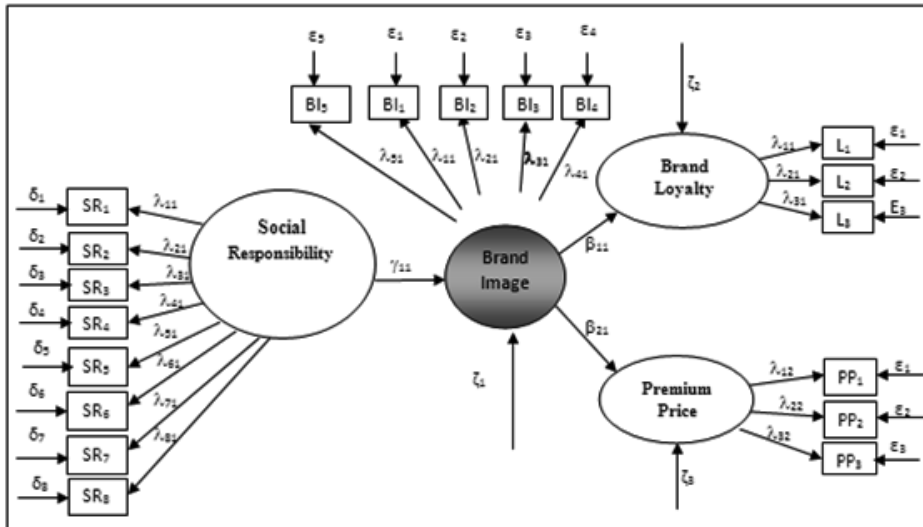 ε₅ ε₁ ε₂ ε₃ ε₄
BI₅ BI₁ BI₂ BI₃ BI₄
λ₅₁ λ₁₁ λ₂₁ λ₃₁ λ₄₁
ζ₂
Brand
Loyalty
λ₁₁ L₁ ε₁
λ₂₁ L₂ ε₂
λ₃₁ L₃ Ε₃
δ₁ SR₁ λ₁₁
δ₂ SR₂ λ₂₁
δ₃ SR₃ λ₃₁
δ₄ SR₄ λ₄₁
δ₅ SR₅ λ₅₁
δ₆ SR₆ λ₆₁
δ₇ SR₇ λ₇₁
δ₈ SR₈ λ₈₁
Social
Responsibility
γ₁₁
Brand
Image
β₁₁
β₂₁
ζ₁
Premium
Price
λ₁₂ PP₁ ε₁
λ₂₂ PP₂ ε₂
λ₃₂ PP₃ ε₃
ζ₃